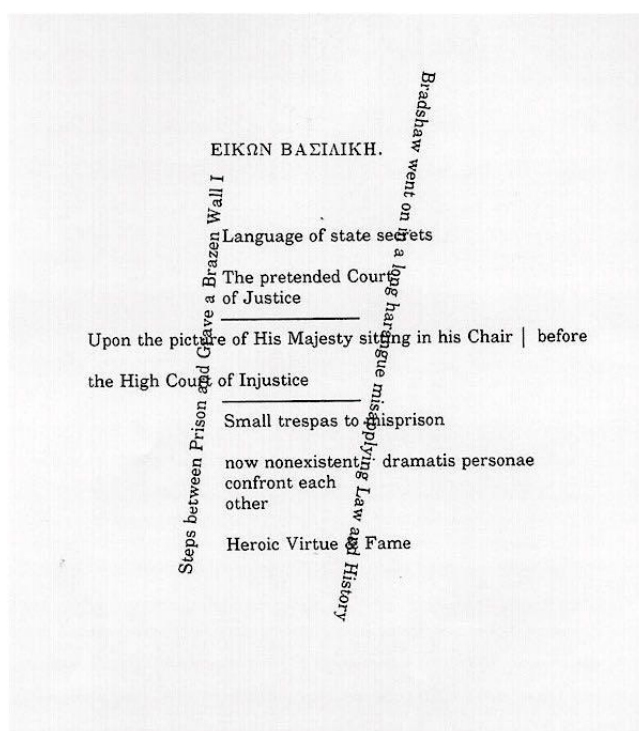 ΕΙΚΩΝ ΒΑΣΙΛΙΚΗ.
Language of state secrets
The pretended Court
of Justice
Upon the picture of His Majesty sitting in his Chair | before
the High Court of Injustice
Small trespas to misprison
now nonexistent dramatis personae
confront each
other
Heroic Virtue & Fame
Steps between Prison and Grave a Brazen Wall I
Bradshaw went on in a long harangue misapplying Law and History